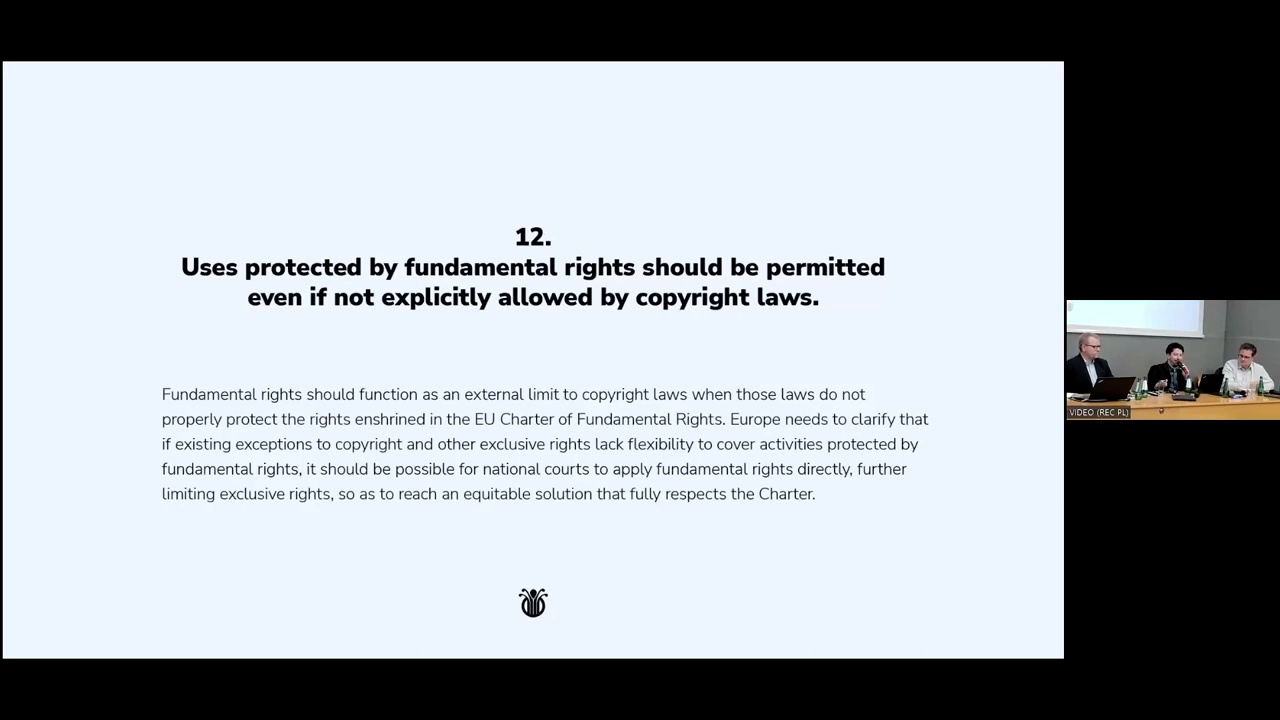 12.
Uses protected by fundamental rights should be permitted
even if not explicitly allowed by copyright laws.
Fundamental rights should function as an external limit to copyright laws when those laws do not
properly protect the rights enshrined in the EU Charter of Fundamental Rights. Europe needs to clarify that
if existing exceptions to copyright and other exclusive rights lack flexibility to cover activities protected by
fundamental rights, it should be possible for national courts to apply fundamental rights directly, further
limiting exclusive rights, so as to reach an equitable solution that fully respects the Charter.
VIDEO (REC PL)